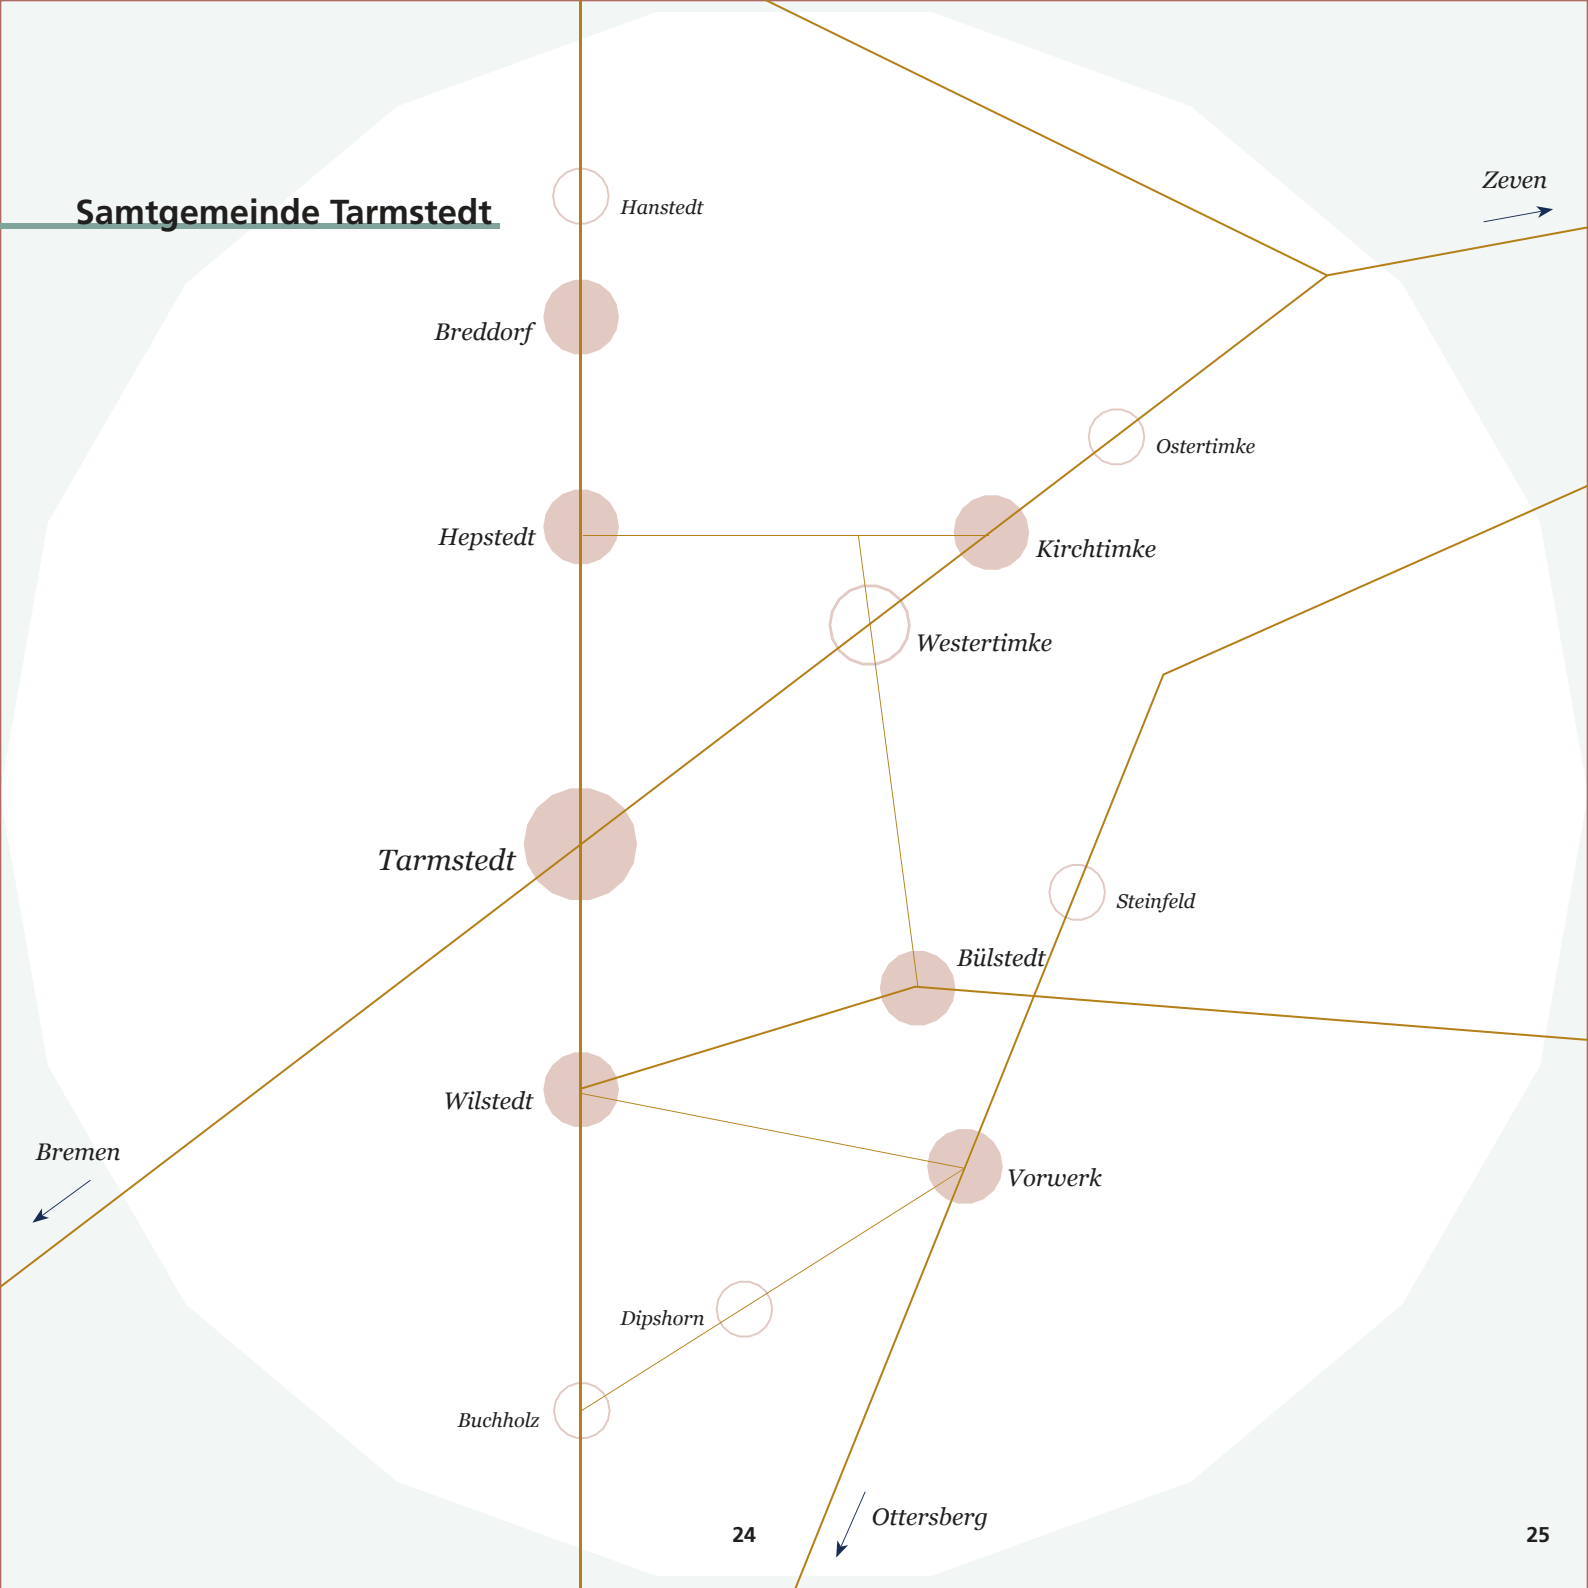 Zeven
Samtgemeinde Tarmstedt
Hanstedt
Breddorf
Ostertimke
Hepstedt
Kirchtimke
Westertimke
Tarmstedt
Steinfeld
Bülstedt
Wilstedt
Bremen
Vorwerk
Dipshorn
Buchholz
Ottersberg
24
25